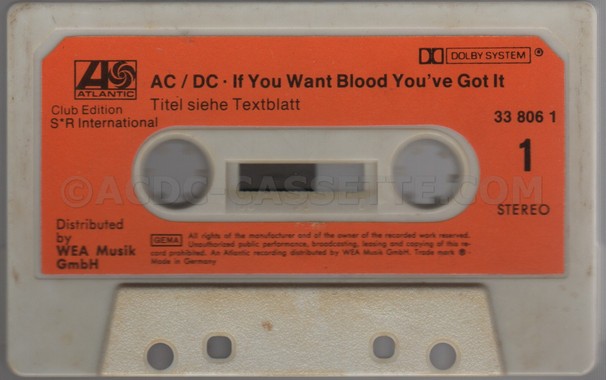 DOLBY SYSTEM ®
ATLANTIC
AC / DC · If You Want Blood You've Got It
Club Edition
Titel siehe Textblatt
S*R International
33 806 1
©ACDC-CASSETTE.COM
1
STEREO
Distributed
by
WEA Musik
GmbH
GEMA
All rights of the manufacturer and of the owner of the recorded work reserved.
Unauthorized public performance, broadcasting, leasing and copying of this re-
cord prohibited. An Atlantic recording distributed by WEA Musik GmbH. Trade mark ® ·
Made in Germany